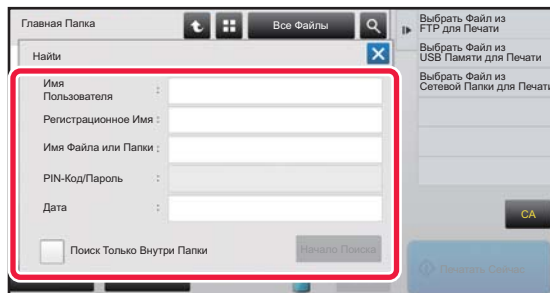 Главная Папка
Все Файлы
Выбрать Файл из
FTP для Печати
Выбрать Файл из
USB Памяти для Печати
Выбрать Файл из
Сетевой Папки для Печати
Найти
Имя
Пользователя :
Регистрационное Имя :
Имя Файла или Папки :
PIN-Код/Пароль :
Дата :
Поиск Только Внутри Папки
Начало Поиска
CA
Печатать Сейчас